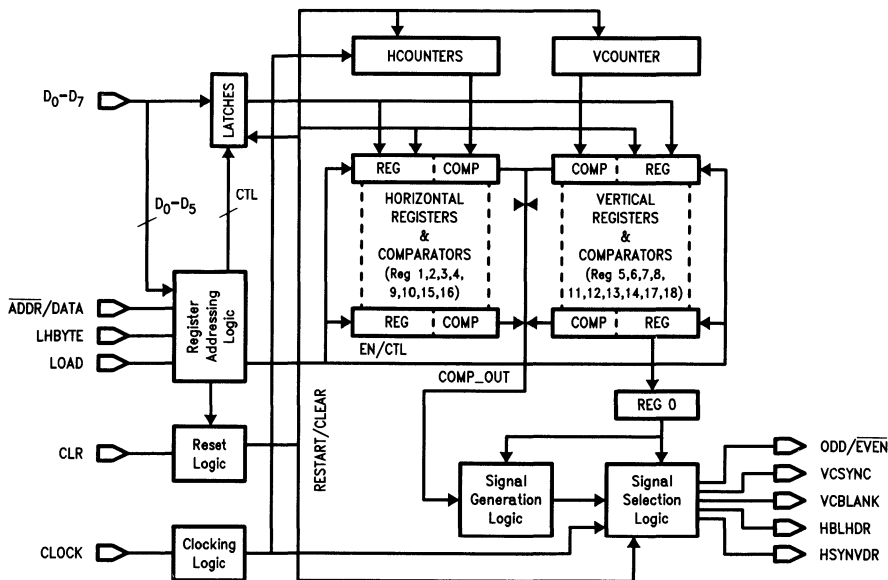 HCOUNTERS
VCOUNTER
D0-D7
LATCHES
REG
COMP
COMP
REG
D0-D5
CTL
HORIZONTAL
REGISTERS
&
COMPARATORS
(Reg 1,2,3,4,
9,10,15,16)
VERTICAL
REGISTERS
&
COMPARATORS
(Reg 5,6,7,8,
11,12,13,14,17,18)
ADDR/DATA
LHBYTE
LOAD
Register
Addressing
Logic
REG
COMP
COMP
REG
EN/CTL
COMP_OUT
REG 0
RESTART/CLEAR
CLR
Reset
Logic
Signal
Generation
Logic
Signal
Selection
Logic
ODD/EVEN
VCSYNC
VCBLANK
HBLHDR
HSYNVDR
CLOCK
Clocking
Logic